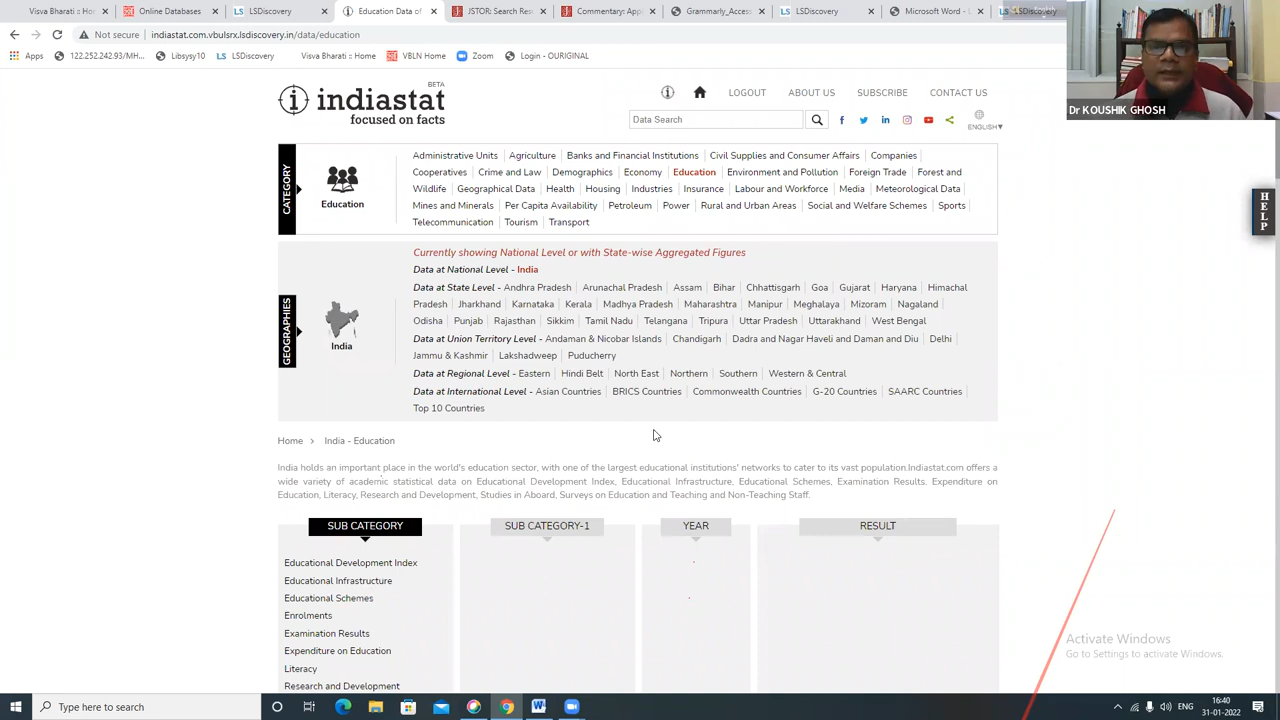 Visva Bharati :: Ho
Online Databases
LSDiscovery
Education Data of
JSTOR: Search Res
Commentary: App
Grammarly_Access
LSDiscovery
Microsoft Word - L
LSDiscovery
Not secure | indiastat.com.vbulsrx.lsdiscovery.in/data/education
Apps
122.252.242.93/MH...
Libsysy10
LSDiscovery
Visva Bharati :: Home
VBLN Home
Zoom
Login - OURIGINAL
Dr KOUSHIK GHOSH
BETA
indiastat
focused on facts
LOGOUT
ABOUT US
SUBSCRIBE
CONTACT US
Data Search
ENGLISH▼
CATEGORY
Education
Administrative Units | Agriculture | Banks and Financial Institutions | Civil Supplies and Consumer Affairs | Companies
Cooperatives | Crime and Law | Demographics | Economy | Education | Environment and Pollution | Foreign Trade | Forest and
Wildlife | Geographical Data | Health | Housing | Industries | Insurance | Labour and Workforce | Media | Meteorological Data
Mines and Minerals | Per Capita Availability | Petroleum | Power | Rural and Urban Areas | Social and Welfare Schemes | Sports
Telecommunication | Tourism | Transport
HELP
GEOGRAPHIES
India
Currently showing National Level or with State-wise Aggregated Figures
Data at National Level - India
Data at State Level - Andhra Pradesh | Arunachal Pradesh | Assam | Bihar | Chhattisgarh | Goa | Gujarat | Haryana | Himachal
Pradesh | Jharkhand | Karnataka | Kerala | Madhya Pradesh | Maharashtra | Manipur | Meghalaya | Mizoram | Nagaland
Odisha | Punjab | Rajasthan | Sikkim | Tamil Nadu | Telangana | Tripura | Uttar Pradesh | Uttarakhand | West Bengal
Data at Union Territory Level - Andaman & Nicobar Islands | Chandigarh | Dadra and Nagar Haveli and Daman and Diu | Delhi
Jammu & Kashmir | Lakshadweep | Puducherry
Data at Regional Level - Eastern | Hindi Belt | North East | Northern | Southern | Western & Central
Data at International Level - Asian Countries | BRICS Countries | Commonwealth Countries | G-20 Countries | SAARC Countries
Top 10 Countries
Home > India - Education
India holds an important place in the world's education sector, with one of the largest educational institutions' networks to cater to its vast population.Indiastat.com offers a
wide variety of academic statistical data on Educational Development Index, Educational Infrastructure, Educational Schemes, Examination Results, Expenditure on
Education, Literacy, Research and Development, Studies in Aboard, Surveys on Education and Teaching and Non-Teaching Staff.
SUB CATEGORY
SUB CATEGORY-1
YEAR
RESULT
Educational Development Index
Educational Infrastructure
Educational Schemes
Enrolments
Examination Results
Expenditure on Education
Literacy
Research and Development
Activate Windows
Go to Settings to activate Windows.
Type here to search
ENG
16:40
31-01-2022